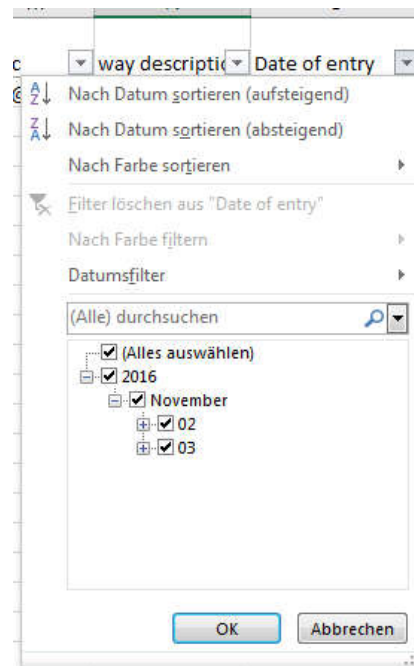 c way descriptic Date of entry
@
Nach Datum sortieren (aufsteigend)
Nach Datum sortieren (absteigend)
Nach Farbe sortieren
Filter löschen aus "Date of entry"
Nach Farbe filtern
Datumsfilter
(Alle) durchsuchen
(Alles auswählen)
2016
November
02
03
OK Abbrechen